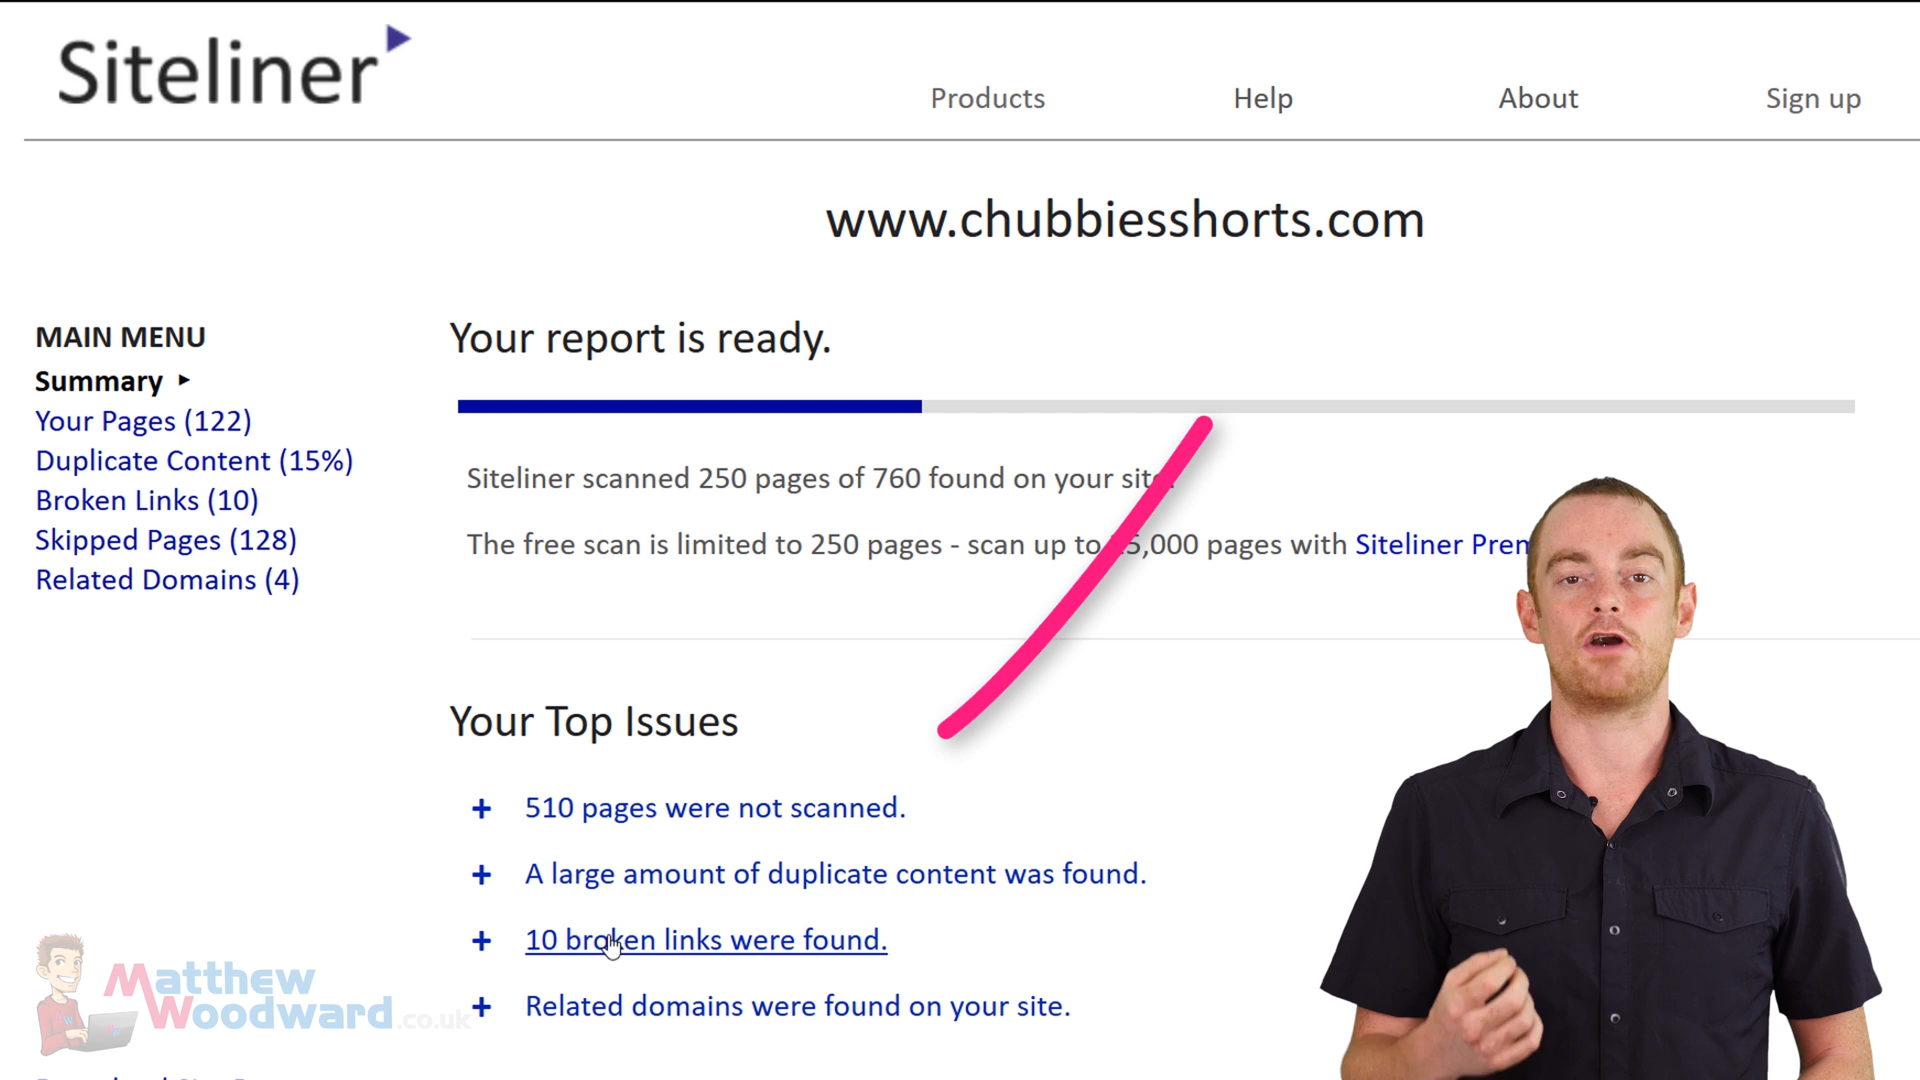 Siteliner
Products Help About Sign up
www.chubbiesshorts.com
MAIN MENU
Summary
Your Pages (122)
Duplicate Content (15%)
Broken Links (10)
Skipped Pages (128)
Related Domains (4)
Your report is ready.
Siteliner scanned 250 pages of 760 found on your site.
The free scan is limited to 250 pages - scan up to 5,000 pages with Siteliner Prem
Your Top Issues
+ 510 pages were not scanned.
+ A large amount of duplicate content was found.
+ 10 broken links were found.
+ Related domains were found on your site.
Matthew
Woodward.co.uk